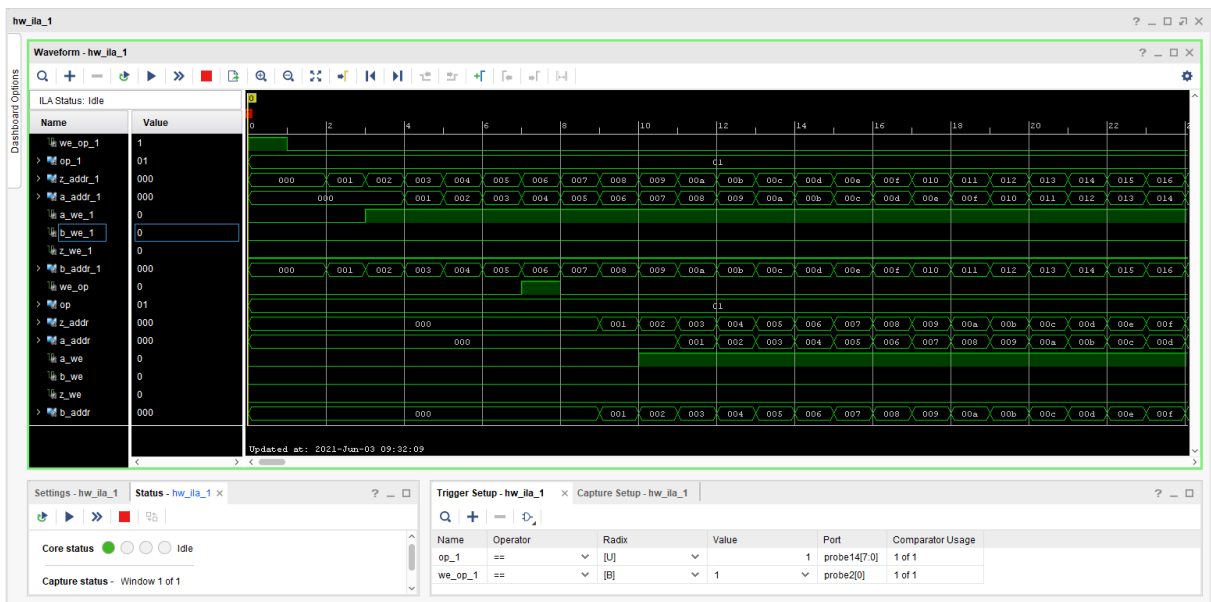 hw_ila_1
Dashboard Options
Waveform - hw_ila_1
ILA Status: Idle
Name Value
we_op_1 1
op_1 01
z_addr_1 000
a_addr_1 000
a_we_1 0
b_we_1 0
z_we_1 0
b_addr_1 000
we_op 0
op 01
z_addr 000
a_addr 000
a_we 0
b_we 0
z_we 0
b_addr 000
0
0 2 4 6 8 10 12 14 16 18 20 22
01
000 001 002 003 004 005 006 007 008 009 00a 00b 00c 00d 00e 00f 010 011 012 013 014 015 016
000 001 002 003 004 005 006 007 008 009 00a 00b 00c 00d 00e 00f 010 011 012 013 014
000 001 002 003 004 005 006 007 008 009 00a 00b 00c 00d 00e 00f 010 011 012 013 014 015 016
01
000 001 002 003 004 005 006 007 008 009 00a 00b 00c 00d 00e 00f
000 001 002 003 004 005 006 007 008 009 00a 00b 00c 00d
000 001 002 003 004 005 006 007 008 009 00a 00b 00c 00d 00e 00f
Updated at: 2021-Jun-03 09:32:09
Settings - hw_ila_1 Status - hw_ila_1
Core status Idle
Capture status - Window 1 of 1
Trigger Setup - hw_ila_1 Capture Setup - hw_ila_1
Name Operator Radix Value Port Comparator Usage
op_1 == [U] 1 probe14[7:0] 1 of 1
we_op_1 == [B] 1 probe2[0] 1 of 1